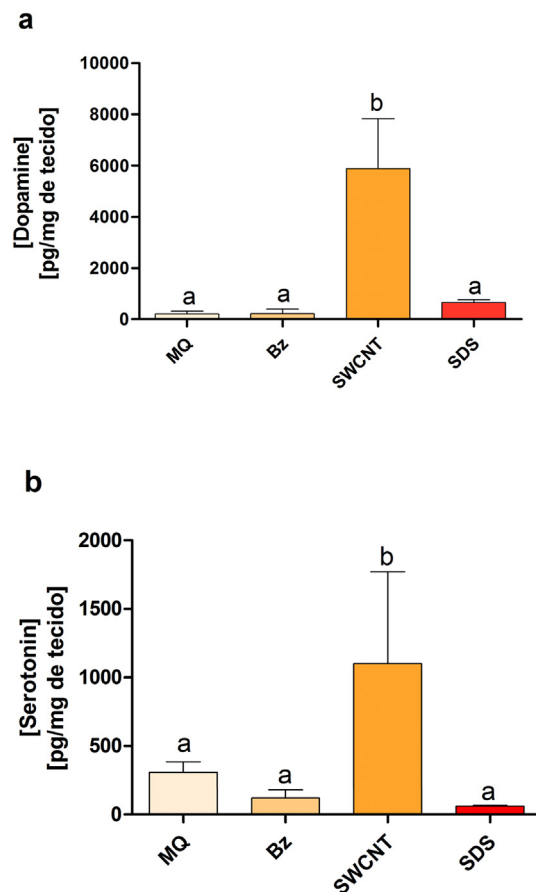 a
[Dopamine]
[pg/mg de tecido]
10000
8000
6000
4000
2000
0
a
a
b
a
MQ
Bz
SWCNT
SDS
b
[Serotonin]
[pg/mg de tecido]
2000
1500
1000
500
0
a
a
b
a
MQ
Bz
SWCNT
SDS